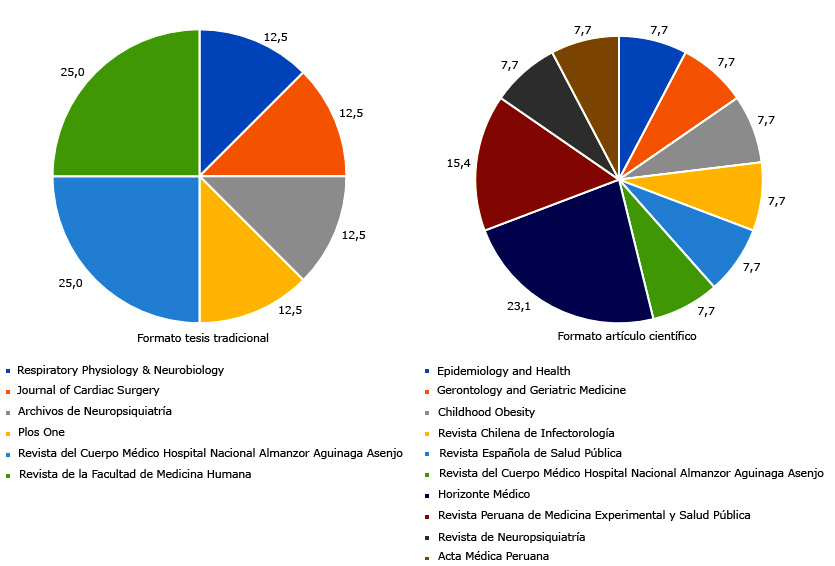 12,5
12,5
12,5
12,5
25,0
25,0
Formato tesis tradicional
Respiratory Physiology & Neurobiology
Journal of Cardiac Surgery
Archivos de Neuropsiquiatría
Plos One
Revista del Cuerpo Médico Hospital Nacional Almanzor Aguinaga Asenjo
Revista de la Facultad de Medicina Humana
7,7
7,7
7,7
7,7
7,7
7,7
23,1
15,4
7,7
7,7
Formato artículo científico
Epidemiology and Health
Gerontology and Geriatric Medicine
Childhood Obesity
Revista Chilena de Infectorología
Revista Española de Salud Pública
Revista del Cuerpo Médico Hospital Nacional Almanzor Aguinaga Asenjo
Horizonte Médico
Revista Peruana de Medicina Experimental y Salud Pública
Revista de Neuropsiquiatría
Acta Médica Peruana